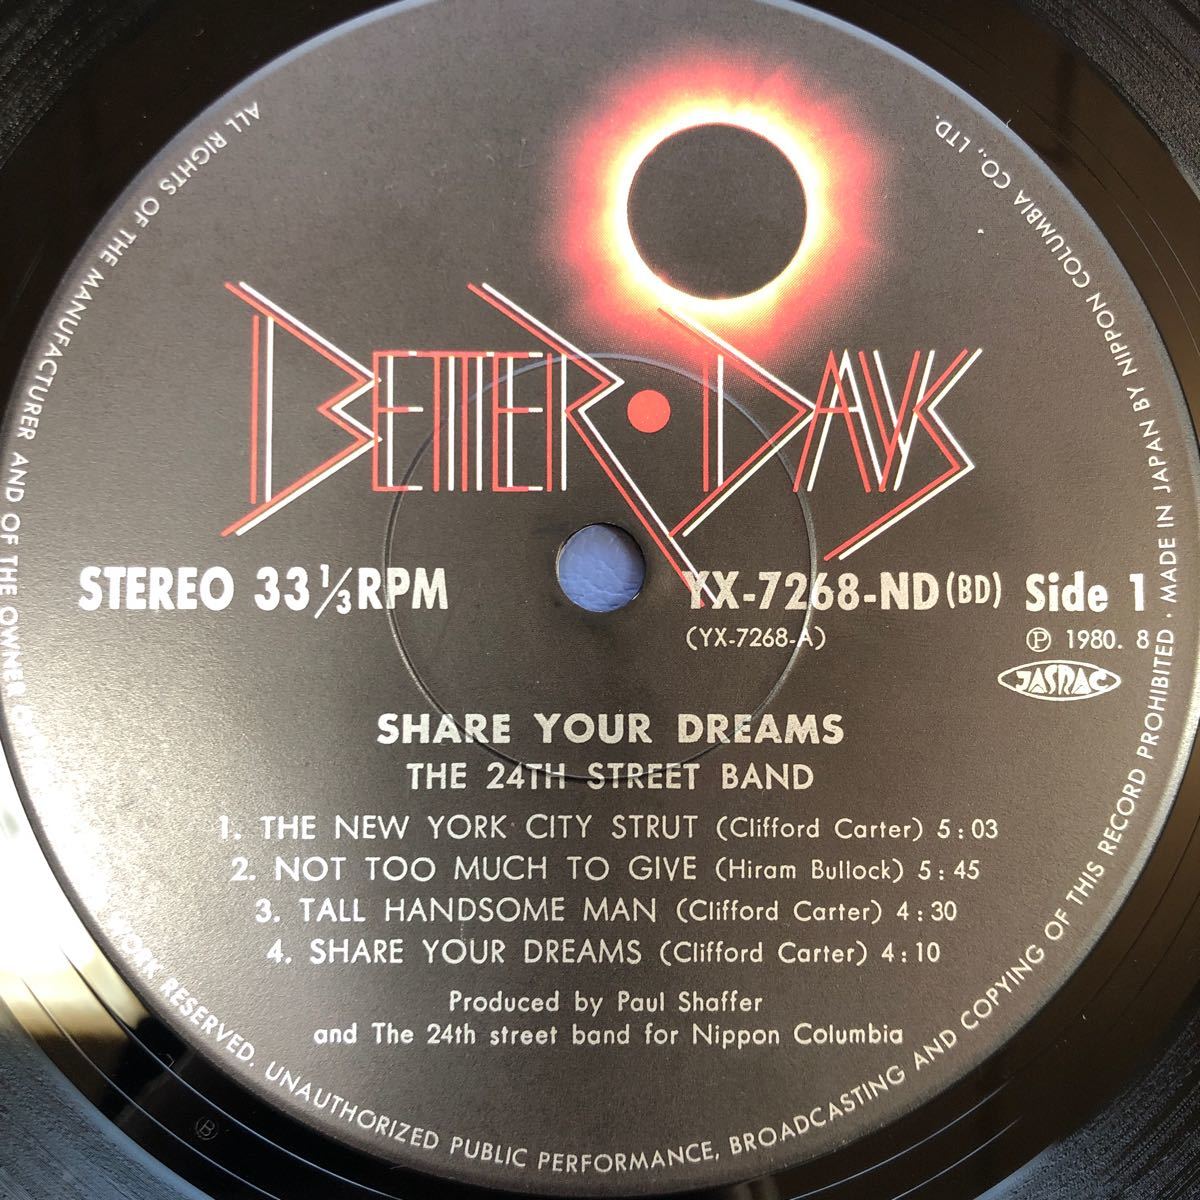 BETTER · DAYS
STEREO 33 1/3 RPM
YX-7268-ND (BD) Side 1
(YX-7268-A)
Ⓟ 1980. 8
JASRAC
SHARE YOUR DREAMS
THE 24TH STREET BAND
1. THE NEW YORK CITY STRUT (Clifford Carter) 5:03
2. NOT TOO MUCH TO GIVE (Hiram Bullock) 5:45
3. TALL HANDSOME MAN (Clifford Carter) 4:30
4. SHARE YOUR DREAMS (Clifford Carter) 4:10
Produced by Paul Shaffer
and The 24th street band for Nippon Columbia
ALL RIGHTS OF THE MANUFACTURER AND OF THE OWNER WORK RESERVED. UNAUTHORIZED PUBLIC PERFORMANCE, BROADCASTING AND COPYING OF THIS RECORD PROHIBITED · MADE IN JAPAN BY NIPPON COLUMBIA CO., LTD.
Ⓑ